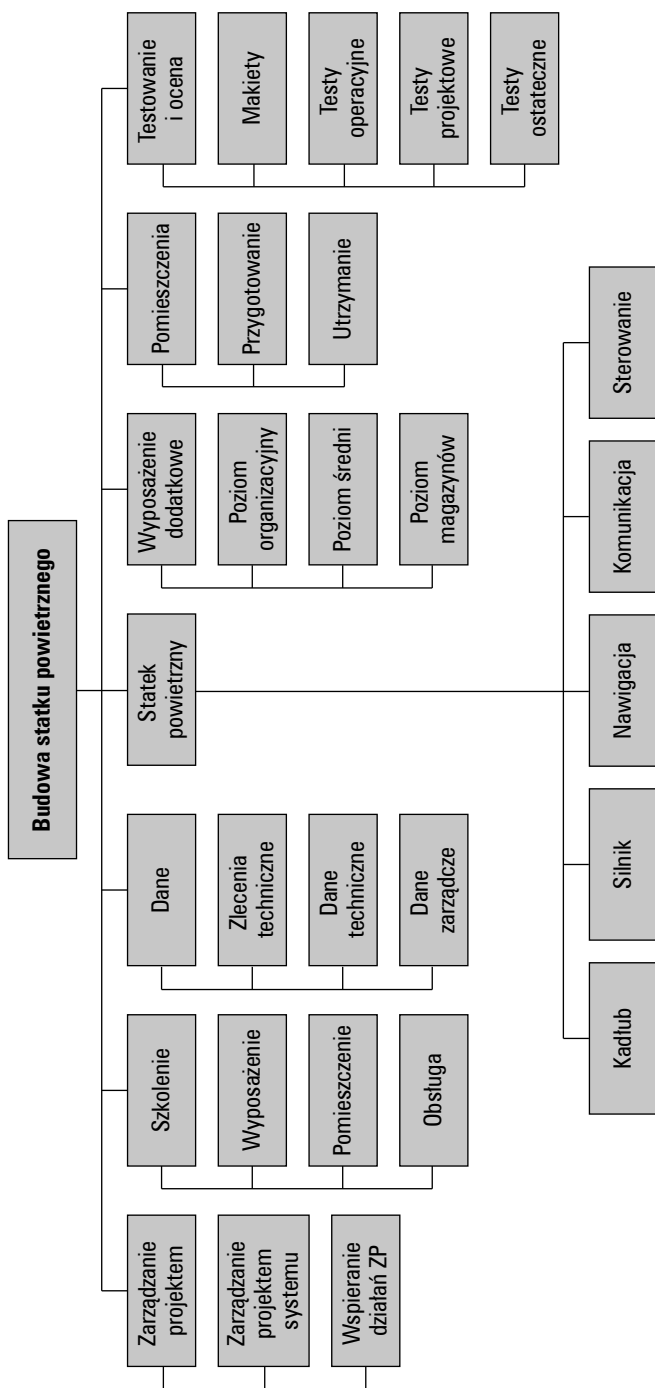 Budowa statku powietrznego
Zarządzanie
projektem
Zarządzanie
projektem
systemu
Wspieranie
działań ZP
Szkolenie
Wyposażenie
Pomieszczenie
Obsługa
Dane
Zlecenia
techniczne
Dane
techniczne
Dane
zarządcze
Statek
powietrzny
Wyposażenie
dodatkowe
Poziom
organizacyjny
Poziom średni
Poziom
magazynów
Pomieszczenia
Przygotowanie
Utrzymanie
Testowanie
i ocena
Makiety
Testy
operacyjne
Testy
projektowe
Testy
ostateczne
Kadłub
Silnik
Nawigacja
Komunikacja
Sterowanie